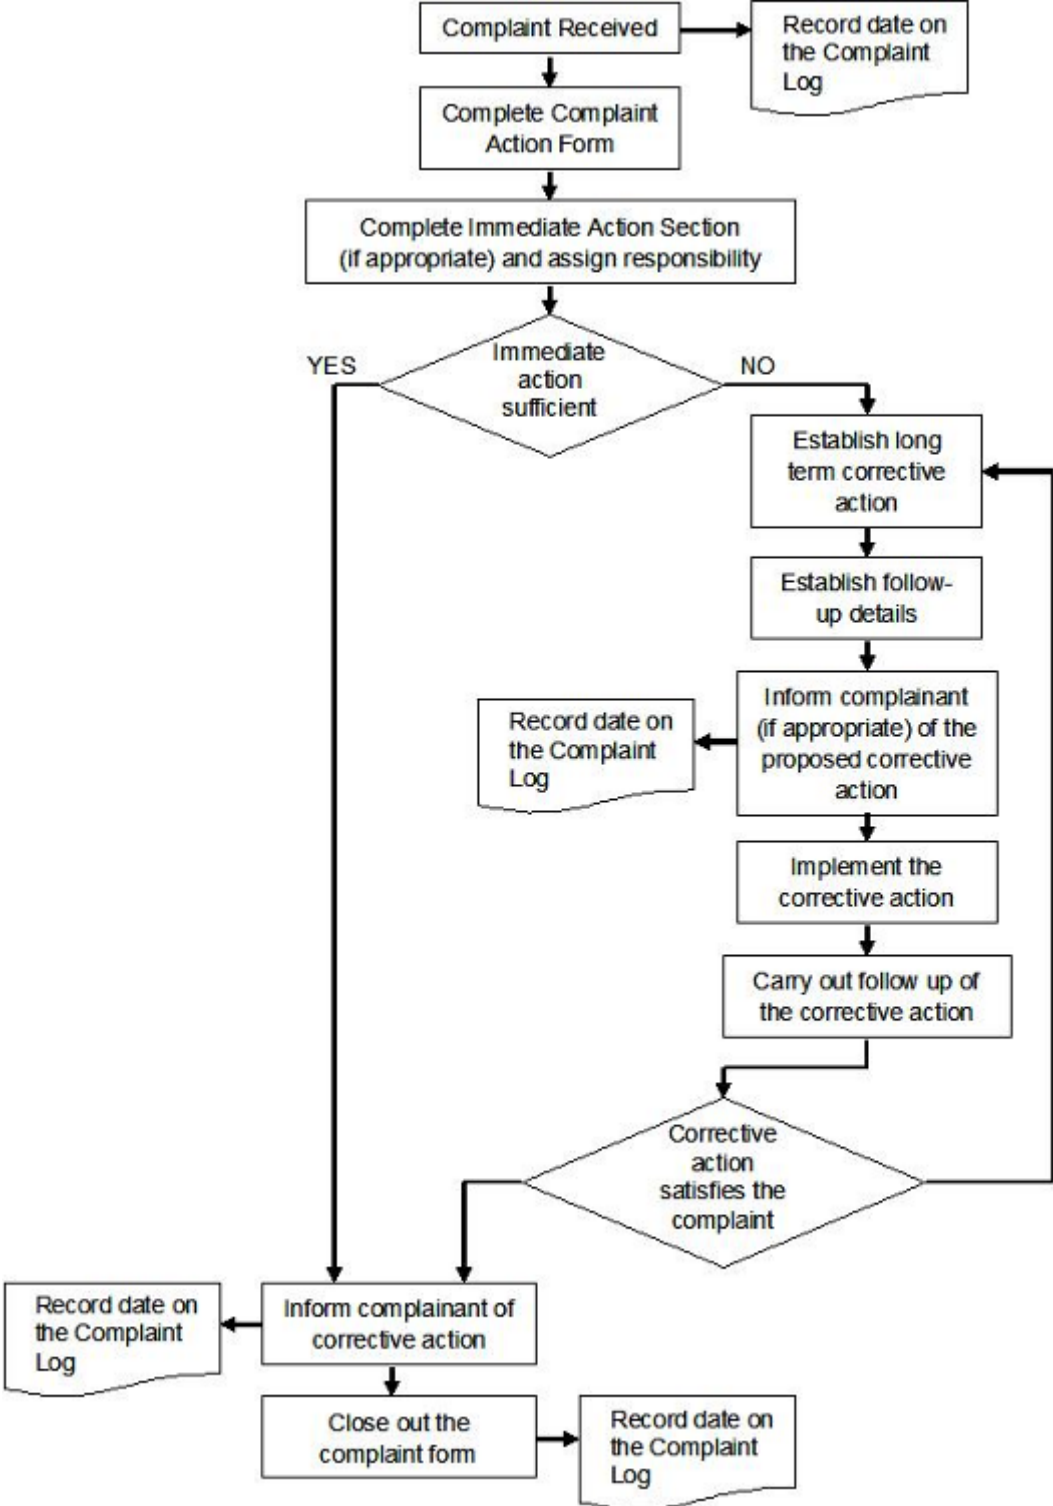 Complaint Received
Record date on
the Complaint
Log
Complete Complaint
Action Form
Complete Immediate Action Section
(if appropriate) and assign responsibility
Immediate
action
sufficient
YES
NO
Establish long
term corrective
action
Establish follow-
up details
Inform complainant
(if appropriate) of the
proposed corrective
action
Record date on
the Complaint
Log
Implement the
corrective action
Carry out follow up of
the corrective action
Corrective
action
satisfies the
complaint
Inform complainant of
corrective action
Record date on
the Complaint
Log
Close out the
complaint form
Record date on
the Complaint
Log